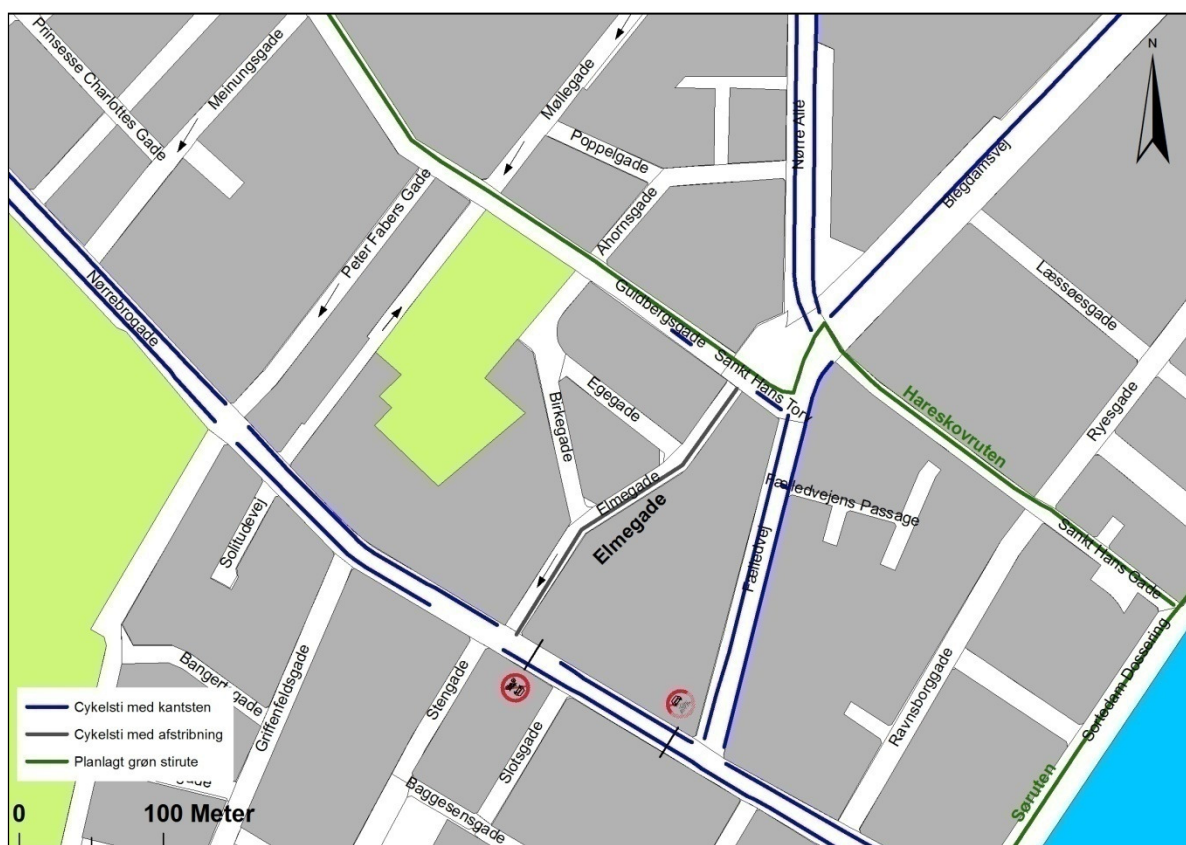 Prinsesse Charlottes Gade
Meinungsgade
Møllegade
Nørre Allé
N
Poppelgade
Blegdamsvej
Peter Fabers Gade
Ahornsgade
Læssøesgade
Nørrebrogade
Guldbergsgade
Sankt Hans Torv
Ryesgade
Hareskovruten
Birkegade
Egegade
Elmegade
Elmegade
Fælledvejens Passage
Solitudevej
Fælledvej
Sankt Hans Gade
Bangertsgade
Griffenfeldsgade
Stengade
Slotsgade
Ravnsborggade
Sortedam Dossering
Søruten
Baggesensgade
Cykelsti med kantsten
Cykelsti med afstribning
Planlagt grøn stirute
0 100 Meter